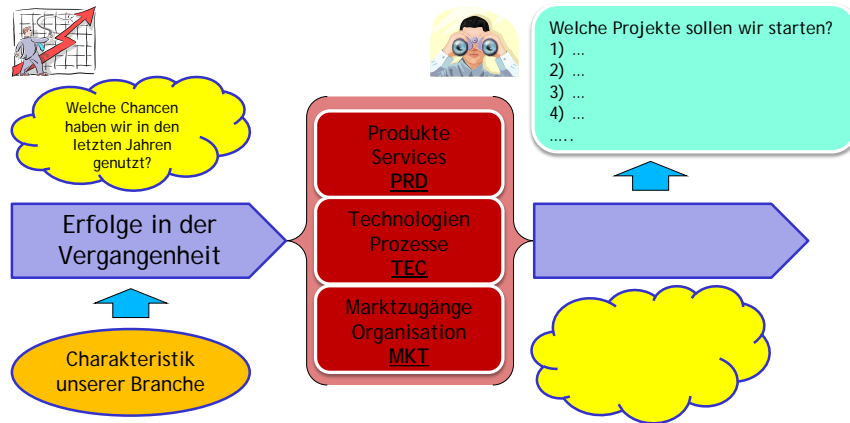 Welche Projekte sollen wir starten?
1) ...
2) ...
3) ...
4) ...
.....
Welche Chancen
haben wir in den
letzten Jahren
genutzt?
Produkte
Services
PRD
Erfolge in der
Vergangenheit
Technologien
Prozesse
TEC
Marktzugänge
Organisation
MKT
Charakteristik
unserer Branche